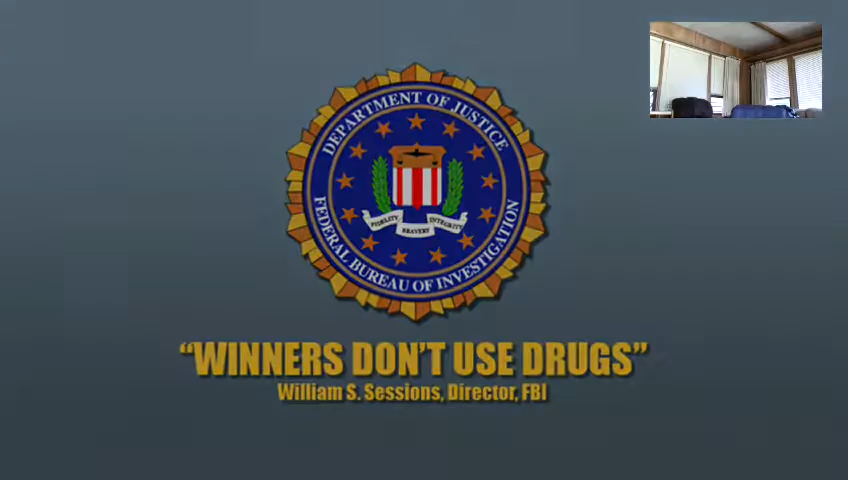 DEPARTMENT OF JUSTICE
FIDELITY
BRAVERY
INTEGRITY
FEDERAL BUREAU OF INVESTIGATION
“WINNERS DON'T USE DRUGS”
William S. Sessions, Director, FBI